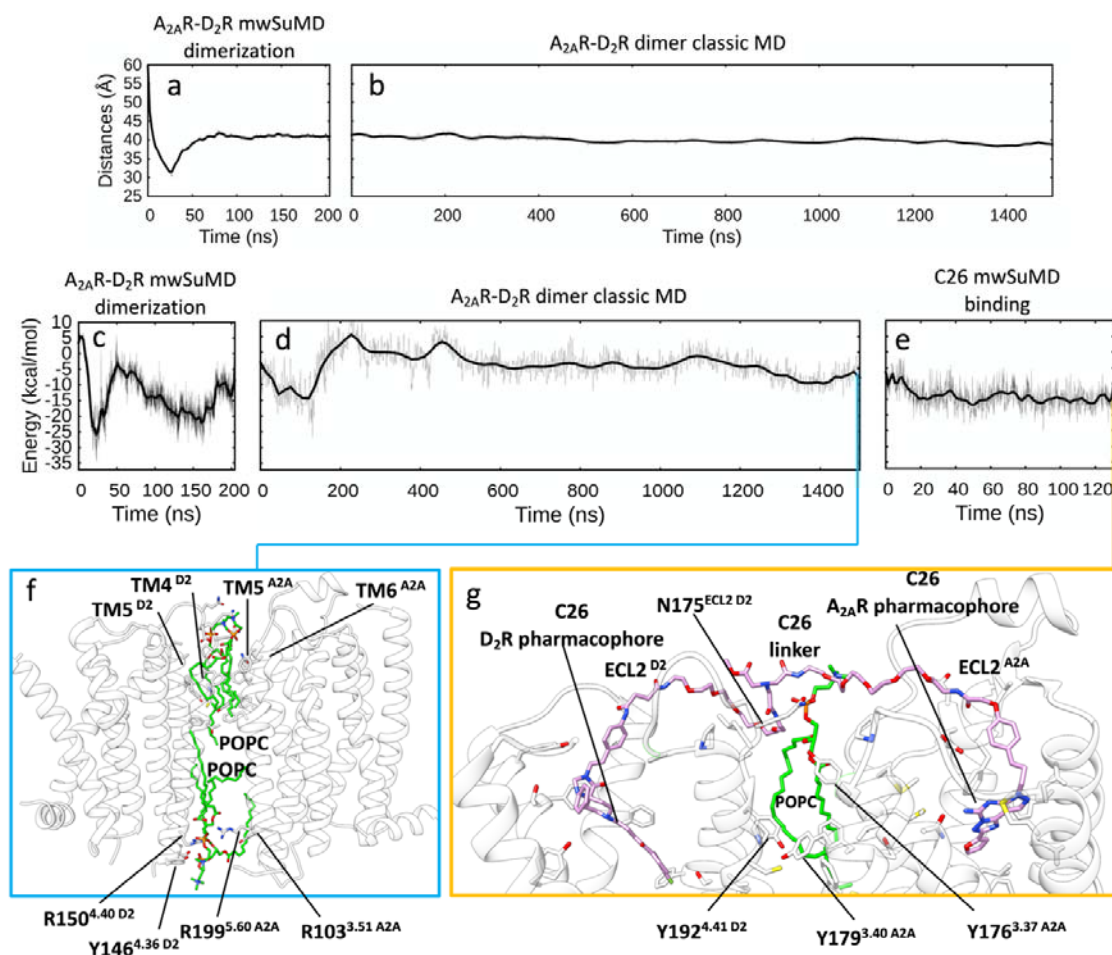 A2AR-D2R mwSuMD
dimerization
A2AR-D2R dimer classic MD
a
b
Distances (Å)
60
55
50
45
40
35
30
25
0 50 100 150 200
Time (ns)
0 200 400 600 800 1000 1200 1400
Time (ns)
A2AR-D2R mwSuMD
dimerization
A2AR-D2R dimer classic MD
C26 mwSuMD
binding
c
d
e
Energy (kcal/mol)
10
5
0
-5
-10
-15
-20
-25
-30
-35
0 50 100 150 200
Time (ns)
0 200 400 600 800 1000 1200 1400
Time (ns)
0 20 40 60 80 100 120
Time (ns)
f
TM4 D2
TM5 A2A
TM5 D2
TM6 A2A
POPC
POPC
R150 4.40 D2
Y146 4.36 D2
R199 5.60 A2A
R103 3.51 A2A
g
C26
D2R pharmacophore
N175 ECL2 D2
C26
linker
C26
A2AR pharmacophore
ECL2 D2
ECL2 A2A
POPC
Y192 4.41 D2
Y179 3.40 A2A
Y176 3.37 A2A